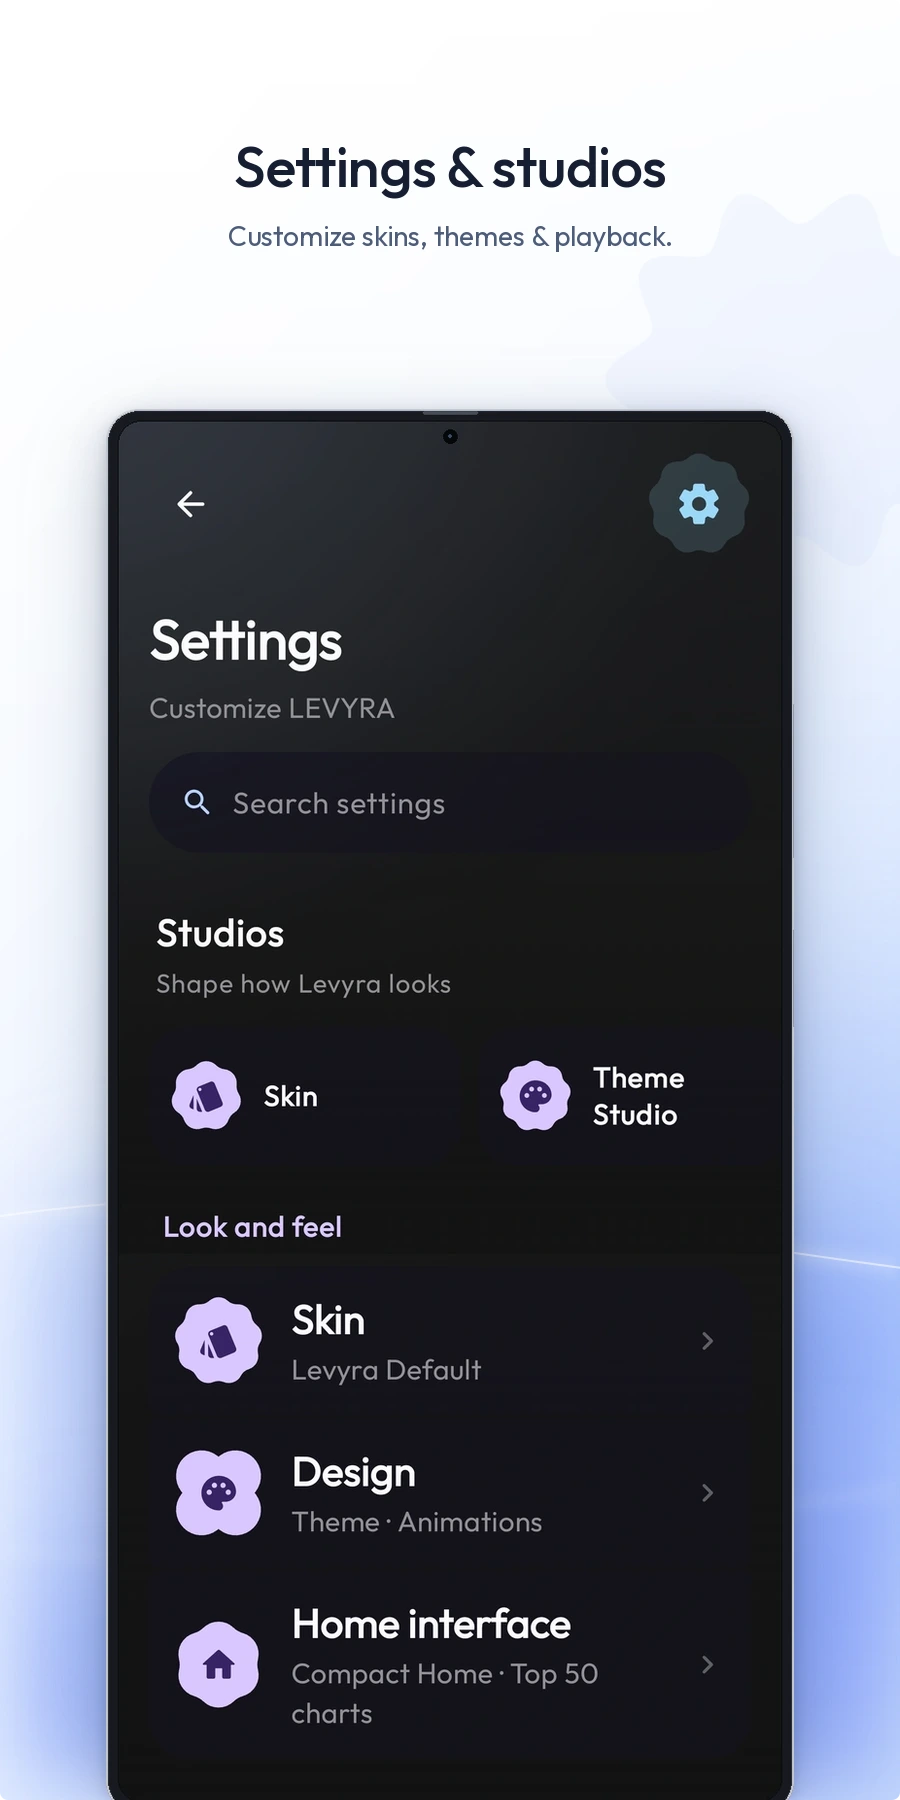 Settings & studios
Customize skins, themes & playback.
Settings
Customize LEVYRA
Search settings
Studios
Shape how Levyra looks
Skin
Theme
Studio
Look and feel
Skin
Levyra Default
Design
Theme · Animations
Home interface
Compact Home · Top 50
charts